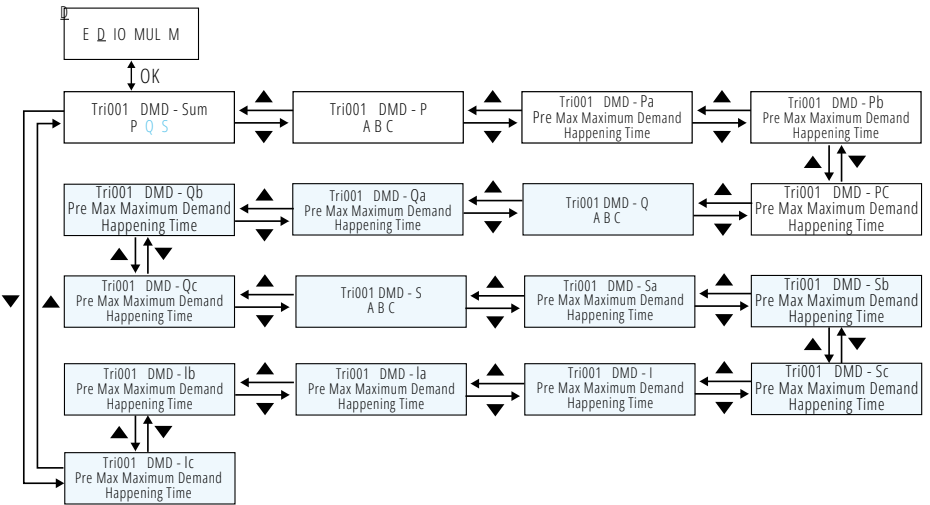 D
E D IO MUL M
OK
Tri001 DMD - Sum
P Q S
Tri001 DMD - P
A B C
Tri001 DMD - Pa
Pre Max Maximum Demand
Happening Time
Tri001 DMD - Pb
Pre Max Maximum Demand
Happening Time
Tri001 DMD - Qb
Pre Max Maximum Demand
Happening Time
Tri001 DMD - Qa
Pre Max Maximum Demand
Happening Time
Tri001 DMD - Q
A B C
Tri001 DMD - PC
Pre Max Maximum Demand
Happening Time
Tri001 DMD - Qc
Pre Max Maximum Demand
Happening Time
Tri001 DMD - S
A B C
Tri001 DMD - Sa
Pre Max Maximum Demand
Happening Time
Tri001 DMD - Sb
Pre Max Maximum Demand
Happening Time
Tri001 DMD - Ib
Pre Max Maximum Demand
Happening Time
Tri001 DMD - Ia
Pre Max Maximum Demand
Happening Time
Tri001 DMD - I
Pre Max Maximum Demand
Happening Time
Tri001 DMD - Sc
Pre Max Maximum Demand
Happening Time
Tri001 DMD - Ic
Pre Max Maximum Demand
Happening Time